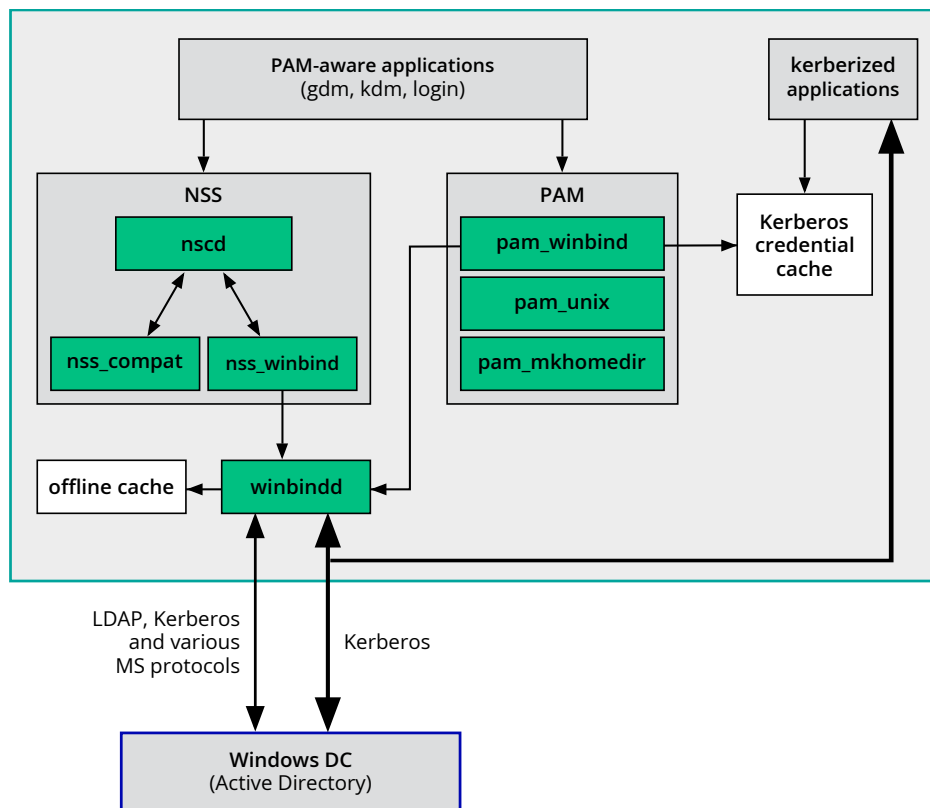 PAM-aware applications
(gdm, kdm, login)
kerberized
applications
NSS
nscd
nss_compat
nss_winbind
PAM
pam_winbind
pam_unix
pam_mkhomedir
Kerberos
credential
cache
offline cache
winbindd
LDAP, Kerberos
and various
MS protocols
Kerberos
Windows DC
(Active Directory)